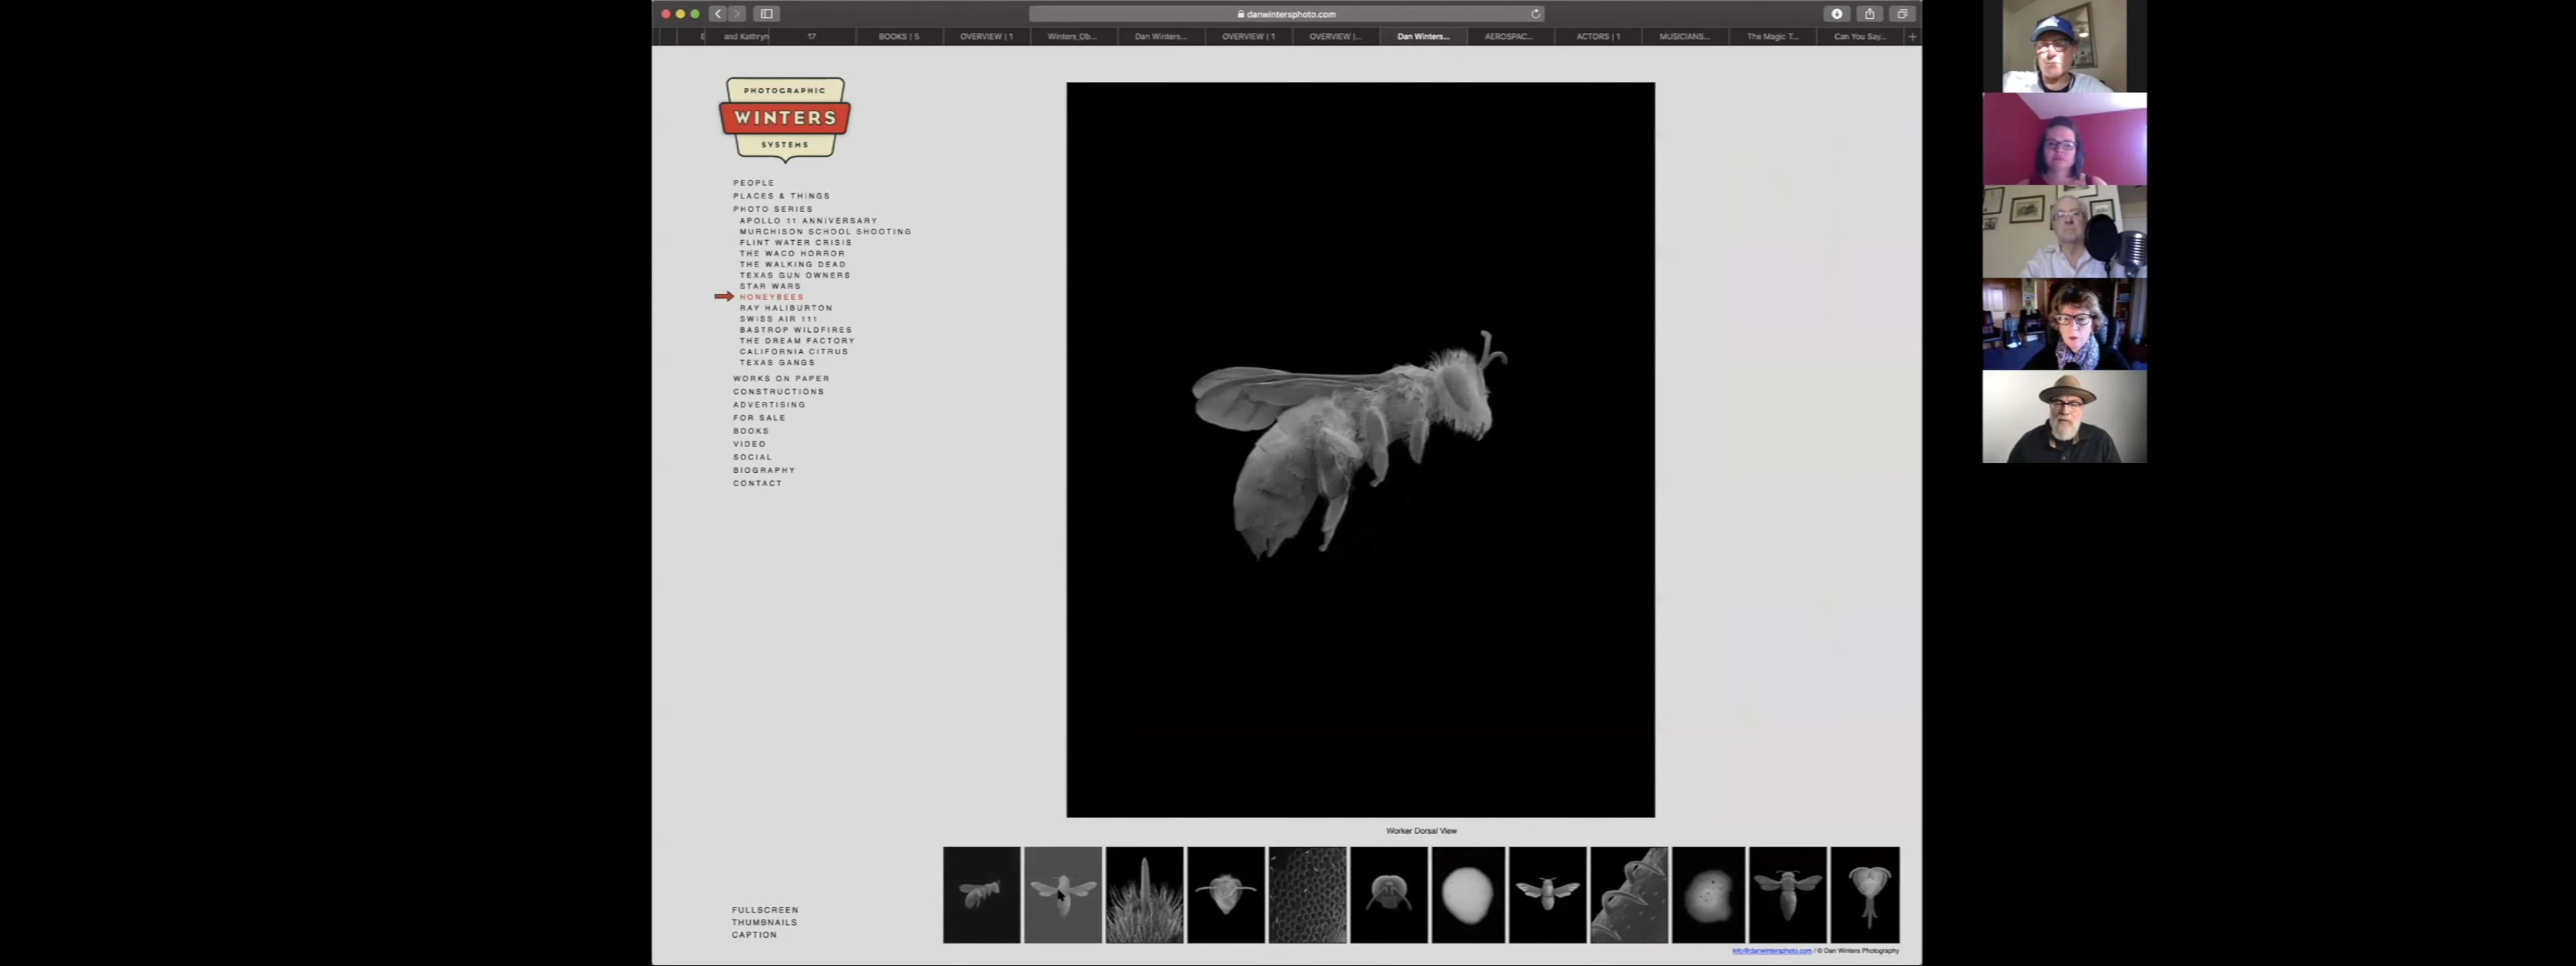 danwintersphoto.com
and Kathryn
17
BOOKS | 5
OVERVIEW | 1
Winters_Ob...
Dan Winters...
OVERVIEW | 1
OVERVIEW |...
Dan Winters...
AEROSPAC...
ACTORS | 1
MUSICIANS...
The Magic T...
Can You Say...
PHOTOGRAPHIC
WINTERS
SYSTEMS
PEOPLE
PLACES & THINGS
PHOTO SERIES
APOLLO 11 ANNIVERSARY
MURCHISON SCHOOL SHOOTING
FLINT WATER CRISIS
THE WACO HORROR
THE WALKING DEAD
TEXAS GUN OWNERS
STAR WARS
HONEYBEES
RAY HALIBURTON
SWISS AIR 111
BASTROP WILDFIRES
THE DREAM FACTORY
CALIFORNIA CITRUS
TEXAS GANGS
WORKS ON PAPER
CONSTRUCTIONS
ADVERTISING
FOR SALE
BOOKS
VIDEO
SOCIAL
BIOGRAPHY
CONTACT
Worker Dorsal View
FULLSCREEN
THUMBNAILS
CAPTION
info@danwintersphoto.com / © Dan Winters Photography